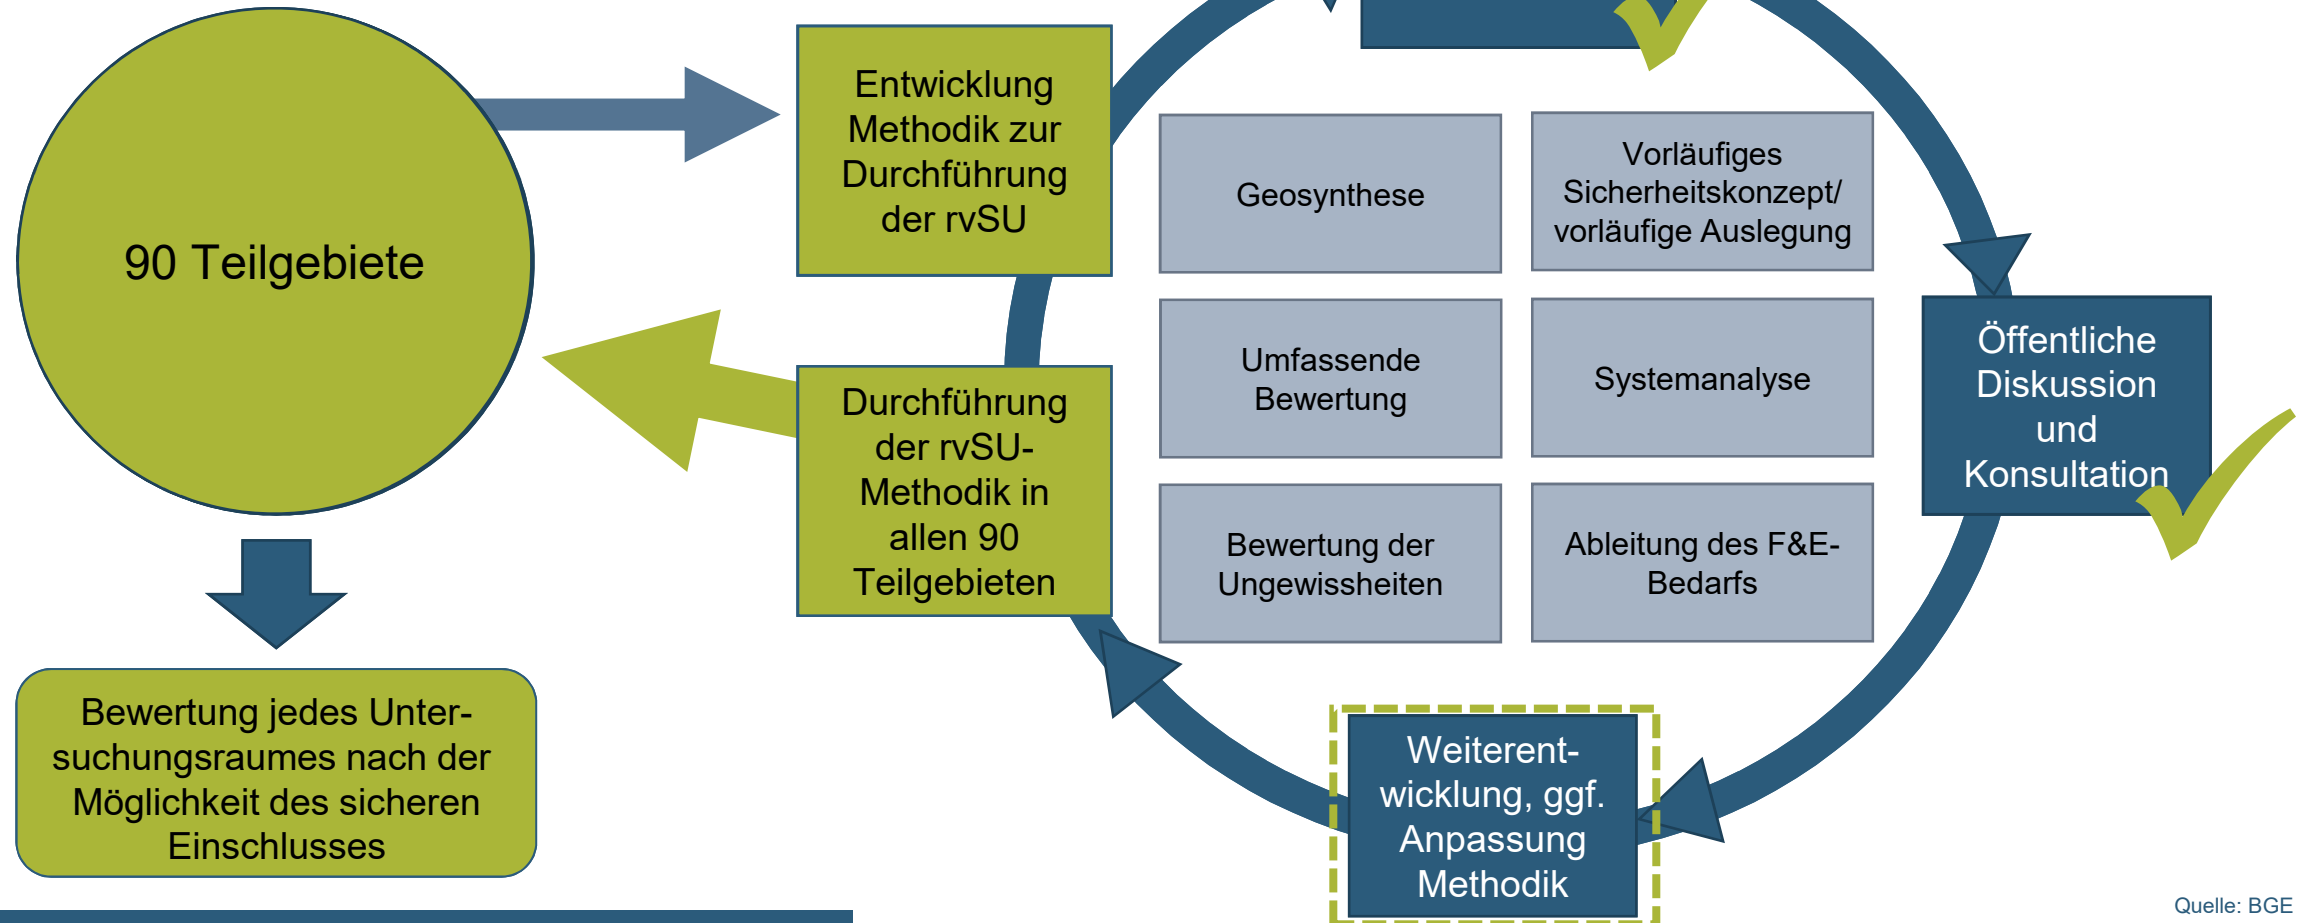 90 Teilgebiete
Entwicklung
Methodik zur
Durchführung
der rvSU
Geosynthese
Vorläufiges
Sicherheitskonzept/
vorläufige Auslegung
Umfassende
Bewertung
Systemanalyse
Bewertung der
Ungewissheiten
Ableitung des F&E-
Bedarfs
Öffentliche
Diskussion
und
Konsultation
Weiterent-
wicklung, ggf.
Anpassung
Methodik
Durchführung
der rvSU-
Methodik in
allen 90
Teilgebieten
Bewertung jedes Unter-
suchungsraumes nach der
Möglichkeit des sicheren
Einschlusses
Quelle: BGE